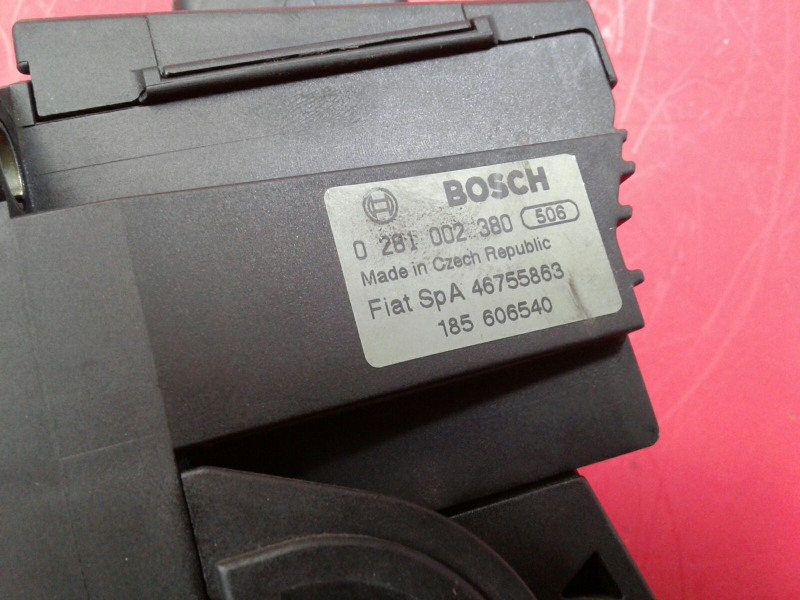 BOSCH
0 281 002 380 506
Made in Czech Republic
Fiat SpA 46755863
185 606540